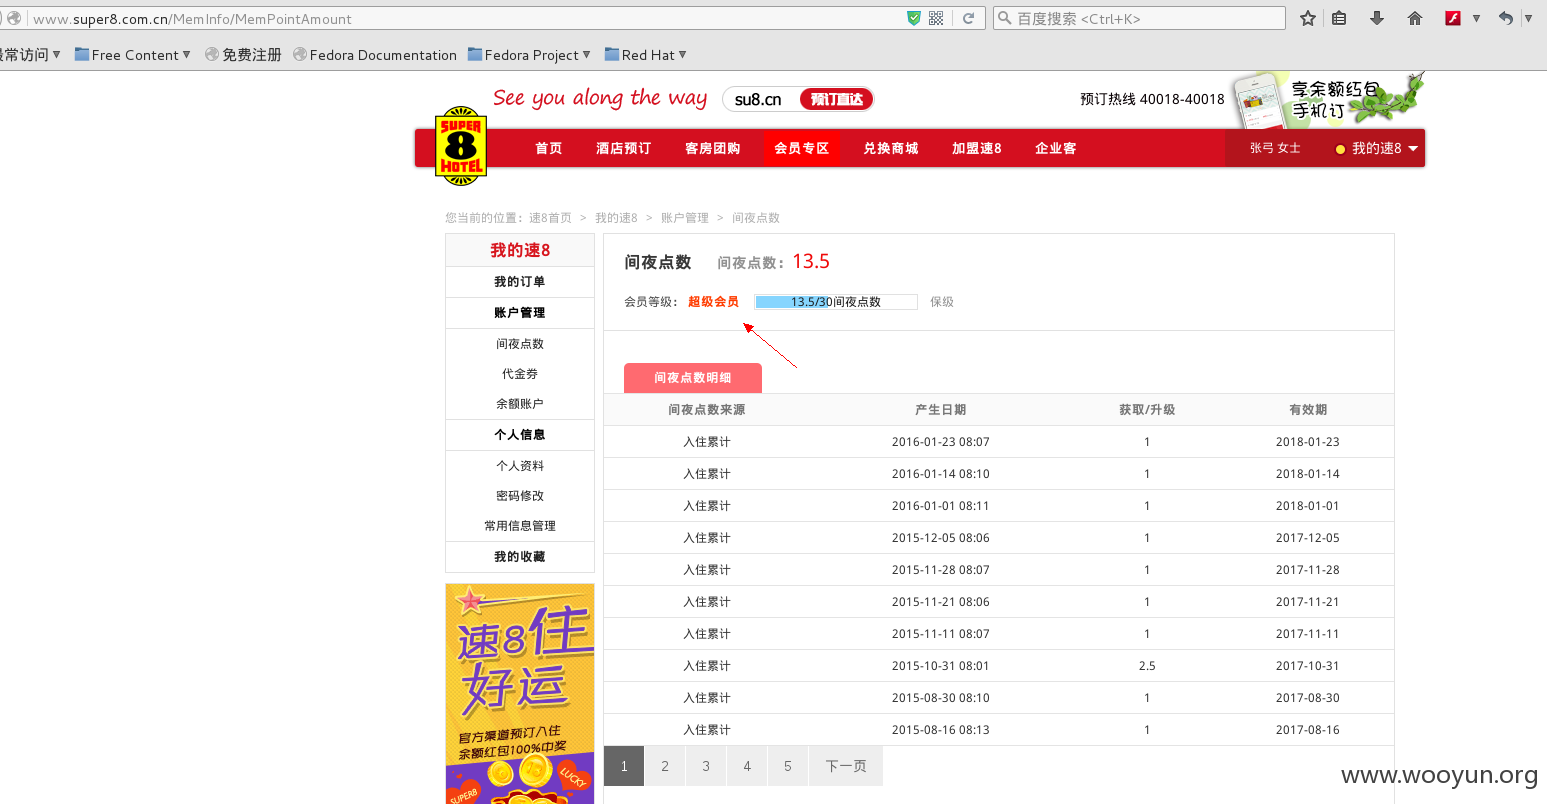 www.super8.com.cn/MemInfo/MemPointAmount
百度搜索 <Ctrl+K>
常访问 Free Content 免费注册 Fedora Documentation Fedora Project Red Hat
See you along the way su8.cn 预订直达
预订热线 40018-40018
享余额红包
手机订
SUPER
8
HOTEL
首页 酒店预订 客房团购 会员专区 兑换商城 加盟速8 企业客 张弓 女士 我的速8
您当前的位置：速8首页 > 我的速8 > 账户管理 > 间夜点数
我的速8
我的订单
账户管理
间夜点数
代金券
余额账户
个人信息
个人资料
密码修改
常用信息管理
我的收藏
速8住
好运
官方渠道预订入住
余额红包100%中奖
LUCKY
SUPER8
间夜点数 间夜点数：13.5
会员等级： 超级会员 13.5/30间夜点数 保级
间夜点数明细
间夜点数来源 产生日期 获取/升级 有效期
入住累计 2016-01-23 08:07 1 2018-01-23
入住累计 2016-01-14 08:10 1 2018-01-14
入住累计 2016-01-01 08:11 1 2018-01-01
入住累计 2015-12-05 08:06 1 2017-12-05
入住累计 2015-11-28 08:07 1 2017-11-28
入住累计 2015-11-21 08:06 1 2017-11-21
入住累计 2015-11-11 08:07 1 2017-11-11
入住累计 2015-10-31 08:01 2.5 2017-10-31
入住累计 2015-08-30 08:10 1 2017-08-30
入住累计 2015-08-16 08:13 1 2017-08-16
1 2 3 4 5 下一页
www.wooyun.org